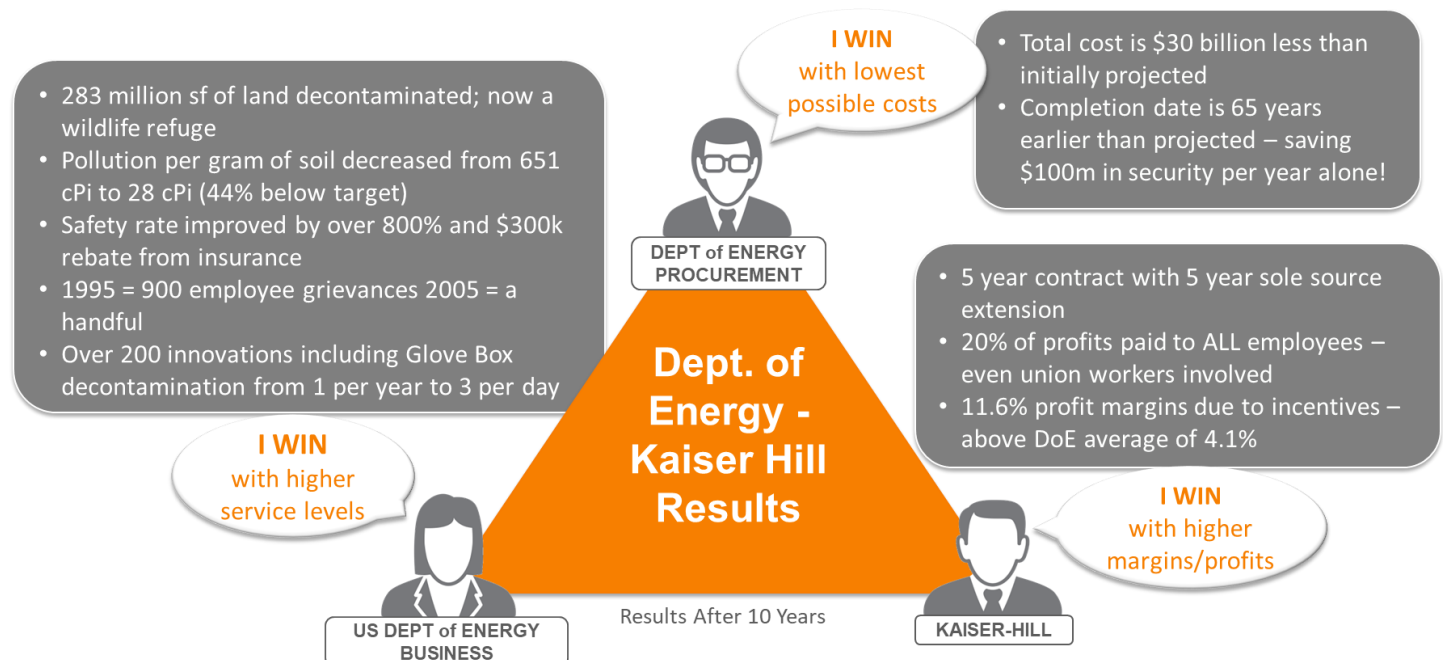 I WIN
with lowest
possible costs
• Total cost is $30 billion less than
initially projected
• Completion date is 65 years
earlier than projected – saving
$100m in security per year alone!
• 283 million sf of land decontaminated; now a
wildlife refuge
• Pollution per gram of soil decreased from 651
cPi to 28 cPi (44% below target)
• Safety rate improved by over 800% and $300k
rebate from insurance
• 1995 = 900 employee grievances 2005 = a
handful
• Over 200 innovations including Glove Box
decontamination from 1 per year to 3 per day
DEPT of ENERGY
PROCUREMENT
• 5 year contract with 5 year sole source
extension
• 20% of profits paid to ALL employees –
even union workers involved
• 11.6% profit margins due to incentives –
above DoE average of 4.1%
Dept. of
Energy -
Kaiser Hill
Results
I WIN
with higher
service levels
I WIN
with higher
margins/profits
US DEPT of ENERGY
BUSINESS
Results After 10 Years
KAISER-HILL